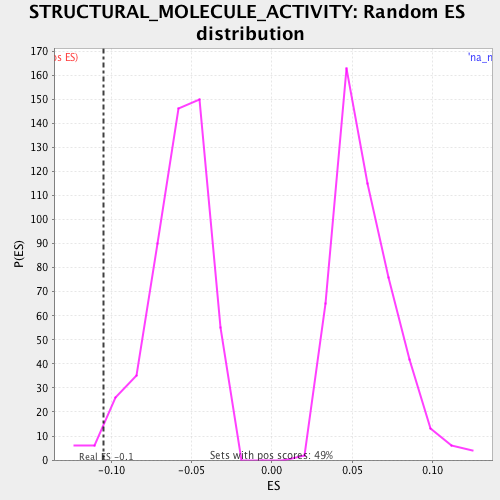 STRUCTURAL_MOLECULE_ACTIVITY: Random ES
distribution
170
160
150
140
130
120
110
100
90
80
70
60
50
40
30
20
10
0
P(ES)
os ES)
'na_n
Real ES -0.1
Sets with pos scores: 49%
-0.10
-0.05
0.00
0.05
0.10
ES